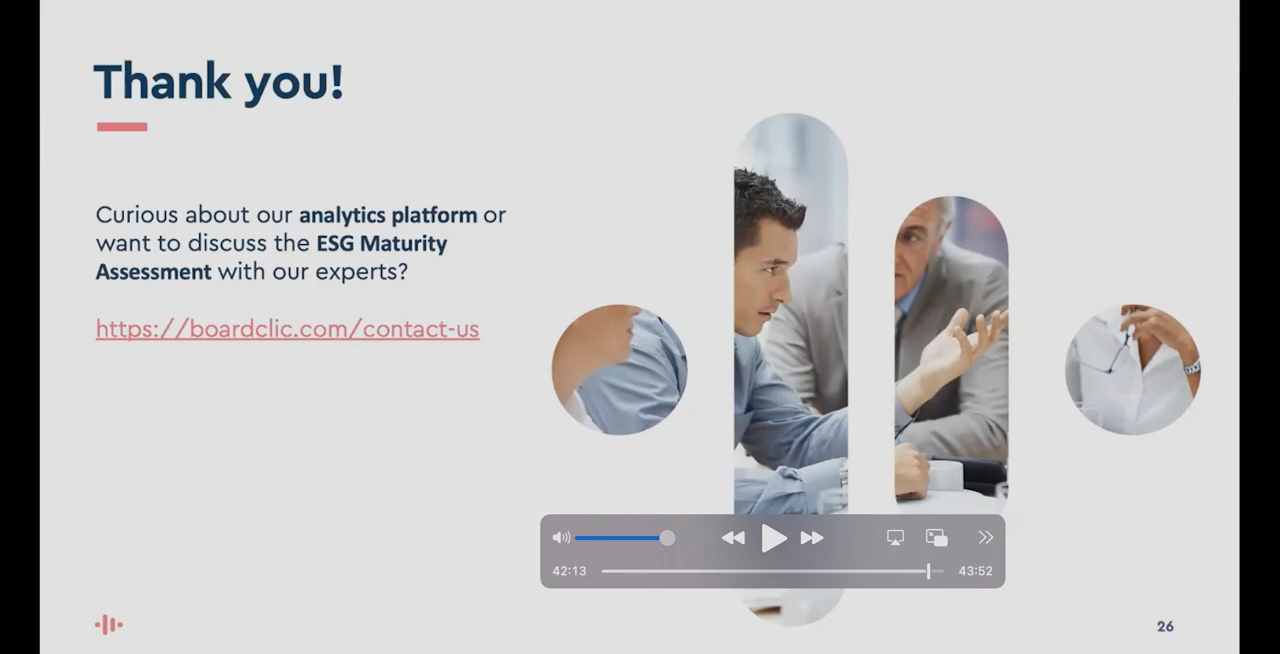 Thank you!
Curious about our analytics platform or
want to discuss the ESG Maturity
Assessment with our experts?
https://boardclic.com/contact-us
42:13
43:52
26